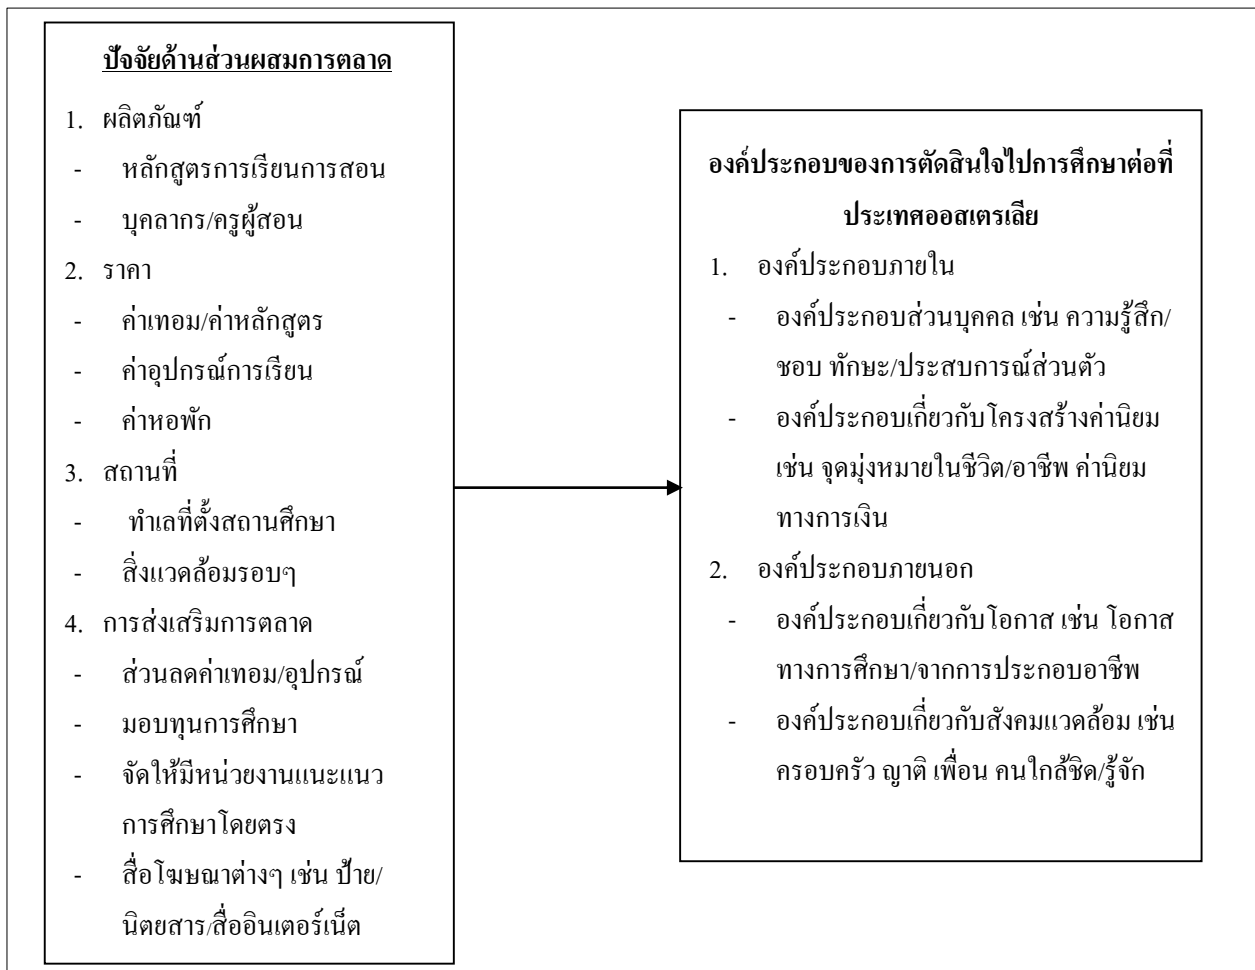 ปัจจัยด้านส่วนผสมการตลาด
1. ผลิตภัณฑ์
- หลักสูตรการเรียนการสอน
- บุคลากร/ครูผู้สอน
2. ราคา
- ค่าเทอม/ค่าหลักสูตร
- ค่าอุปกรณ์การเรียน
- ค่าหอพัก
3. สถานที่
- ทำเลที่ตั้งสถานศึกษา
- สิ่งแวดล้อมรอบๆ
4. การส่งเสริมการตลาด
- ส่วนลดค่าเทอม/อุปกรณ์
- มอบทุนการศึกษา
- จัดให้มีหน่วยงานแนะแนว
การศึกษาโดยตรง
- สื่อโฆษณาต่างๆ เช่น ป้าย/
นิตยสาร/สื่ออินเตอร์เน็ต
องค์ประกอบของการตัดสินใจไปการศึกษาต่อที่
ประเทศออสเตรเลีย
1. องค์ประกอบภายใน
- องค์ประกอบส่วนบุคคล เช่น ความรู้สึก/
ชอบ ทักษะ/ประสบการณ์ส่วนตัว
- องค์ประกอบเกี่ยวกับโครงสร้างค่านิยม
เช่น จุดมุ่งหมายในชีวิต/อาชีพ ค่านิยม
ทางการเงิน
2. องค์ประกอบภายนอก
- องค์ประกอบเกี่ยวกับโอกาส เช่น โอกาส
ทางการศึกษา/จากการประกอบอาชีพ
- องค์ประกอบเกี่ยวกับสังคมแวดล้อม เช่น
ครอบครัว ญาติ เพื่อน คนใกล้ชิด/รู้จัก